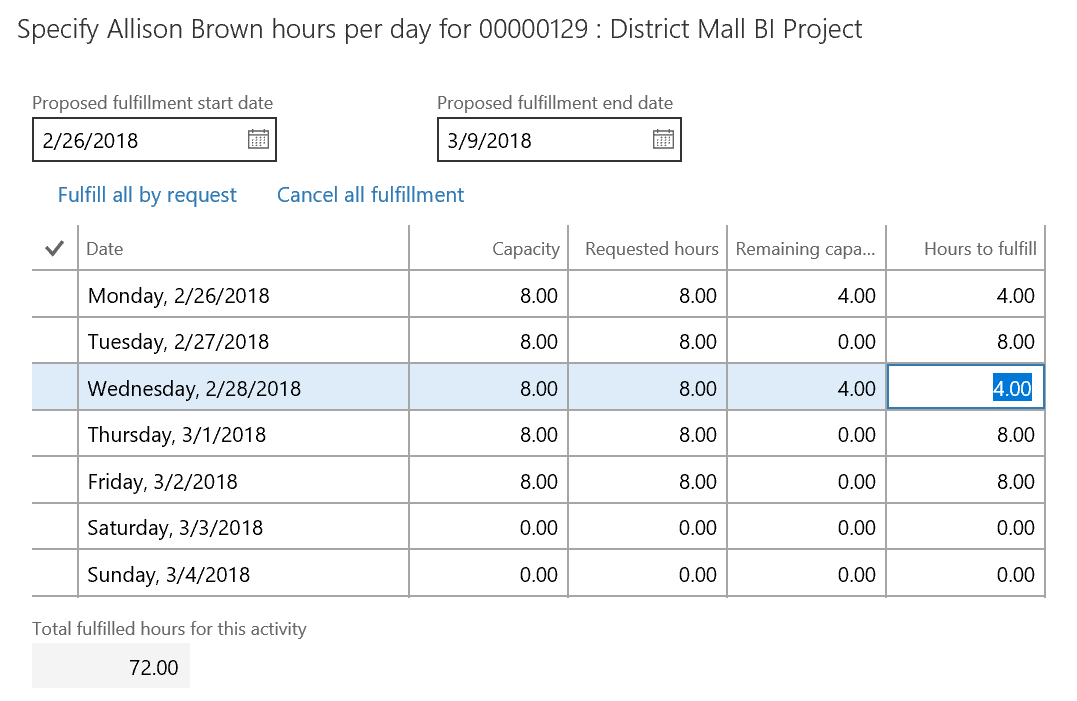 Specify Allison Brown hours per day for 00000129 : District Mall BI Project
Proposed fulfillment start date Proposed fulfillment end date
2/26/2018 3/9/2018
Fulfill all by request Cancel all fulfillment
Date Capacity Requested hours Remaining capa... Hours to fulfill
Monday, 2/26/2018 8.00 8.00 4.00 4.00
Tuesday, 2/27/2018 8.00 8.00 0.00 8.00
Wednesday, 2/28/2018 8.00 8.00 4.00 4.00
Thursday, 3/1/2018 8.00 8.00 0.00 8.00
Friday, 3/2/2018 8.00 8.00 0.00 8.00
Saturday, 3/3/2018 0.00 0.00 0.00 0.00
Sunday, 3/4/2018 0.00 0.00 0.00 0.00
Total fulfilled hours for this activity
72.00